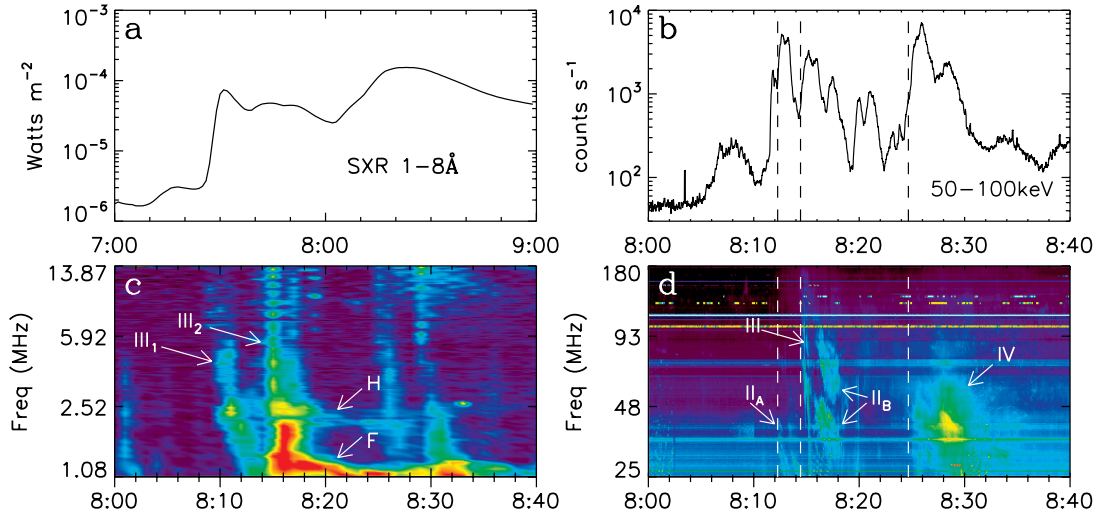 a
Watts m⁻²
10⁻³
10⁻⁴
10⁻⁵
10⁻⁶
SXR 1−8Å
7:00 8:00 9:00
b
counts s⁻¹
10⁴
10³
10²
50−100keV
8:00 8:10 8:20 8:30 8:40
c
Freq (MHz)
13.87
5.92
2.52
1.08
III₁
III₂
H
F
8:00 8:10 8:20 8:30 8:40
d
Freq (MHz)
180
93
48
25
III
II_A
II_B
IV
8:00 8:10 8:20 8:30 8:40